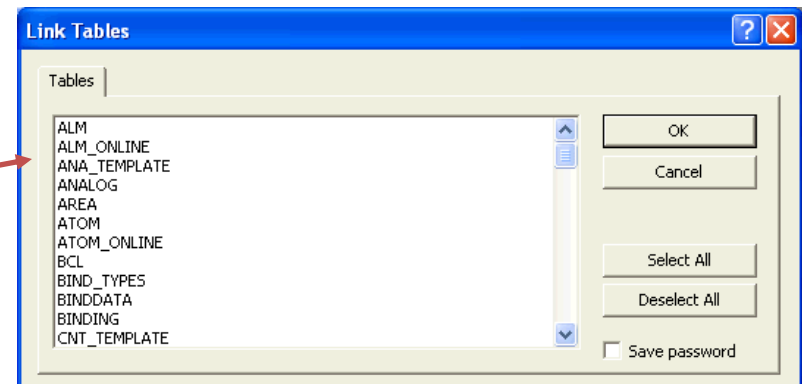 Link Tables
Tables
ALM
ALM_ONLINE
ANA_TEMPLATE
ANALOG
AREA
ATOM
ATOM_ONLINE
BCL
BIND_TYPES
BINDDATA
BINDING
CNT_TEMPLATE
OK
Cancel
Select All
Deselect All
Save password